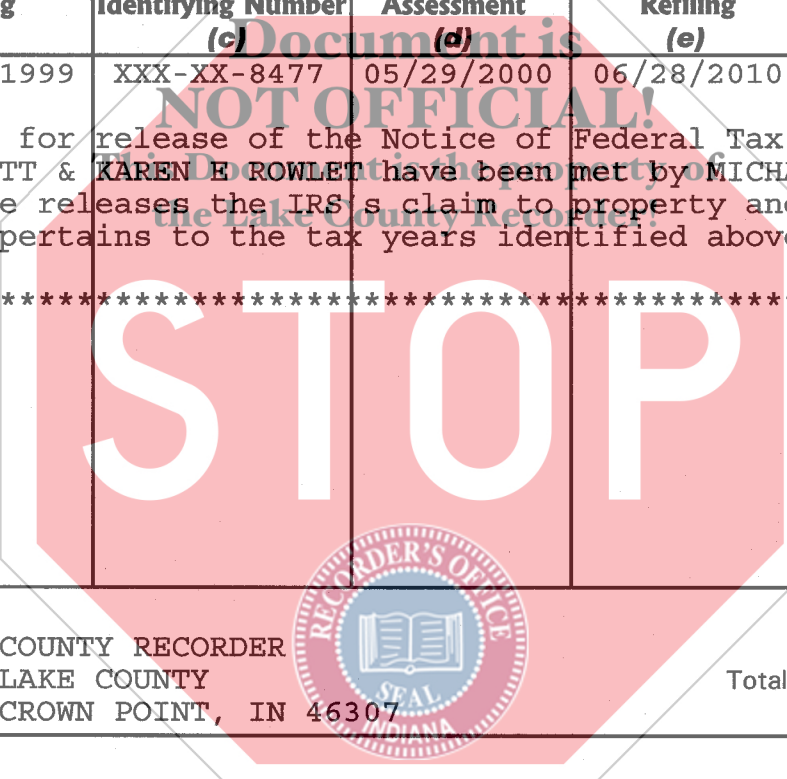 g Identifying Number Assessment Refiling
(c) (d) (e)
Document is
1999 XXX-XX-8477 05/29/2000 06/28/2010
NOT OFFICIAL!
for release of the Notice of Federal Tax
TT & KAREN E ROWLET have been met by MICHA
This Document is the property of
e releases the IRS's claim to property and
the Lake County Recorder!
pertains to the tax years identified above
STOP
RECORDER'S OFFICE
SEAL
INDIANA
COUNTY RECORDER
LAKE COUNTY Total
CROWN POINT, IN 46307